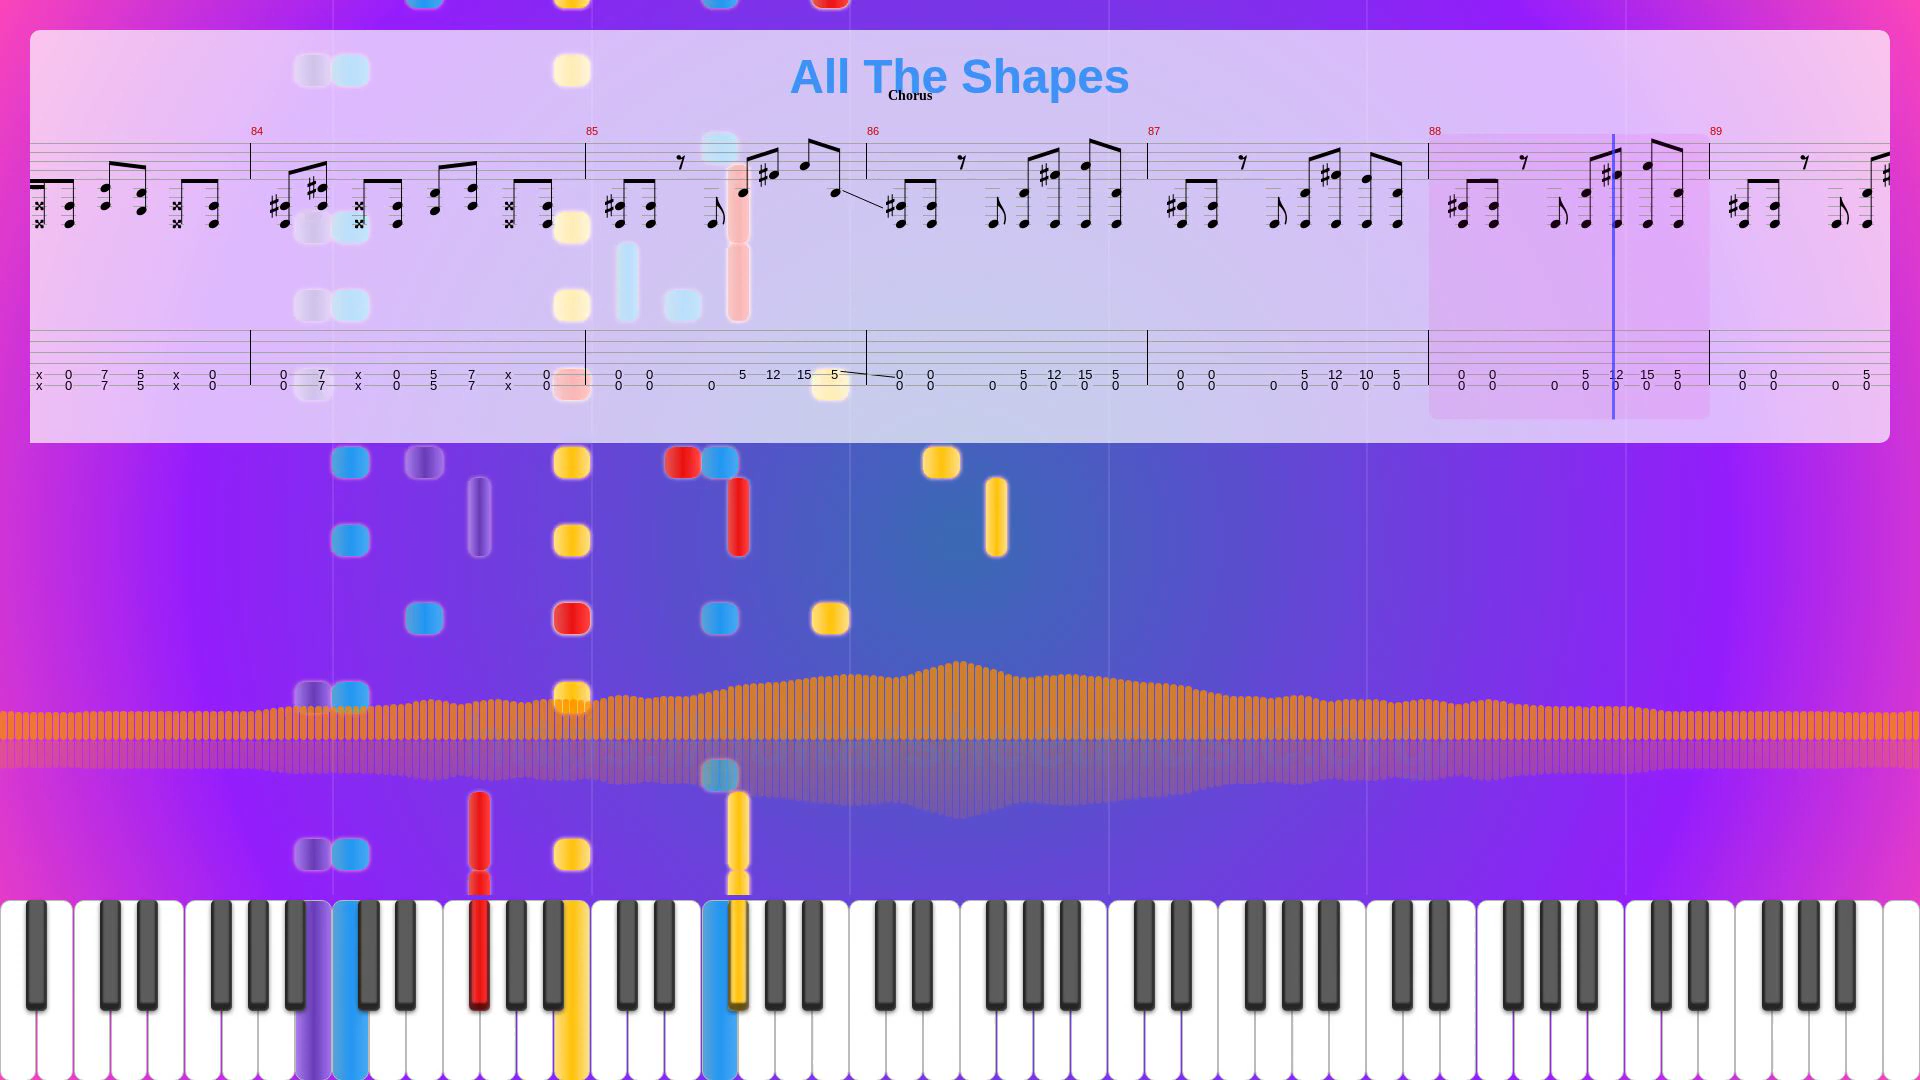 All The Shapes
Chorus
84 85 86 87 88 89
x 0 7 5 x 0 0 7 x 0 5 7 x 0 0 0 5 12 15 5 0 0 5 12 15 5 0 0 5 12 10 5 0 0 5 12 15 5 0 0 5
x 0 7 5 x 0 0 7 x 0 5 7 x 0 0 0 0 0 0 0 0 0 0 0 0 0 0 0 0 0 0 0 0 0 0 0 0 0 0 0 0